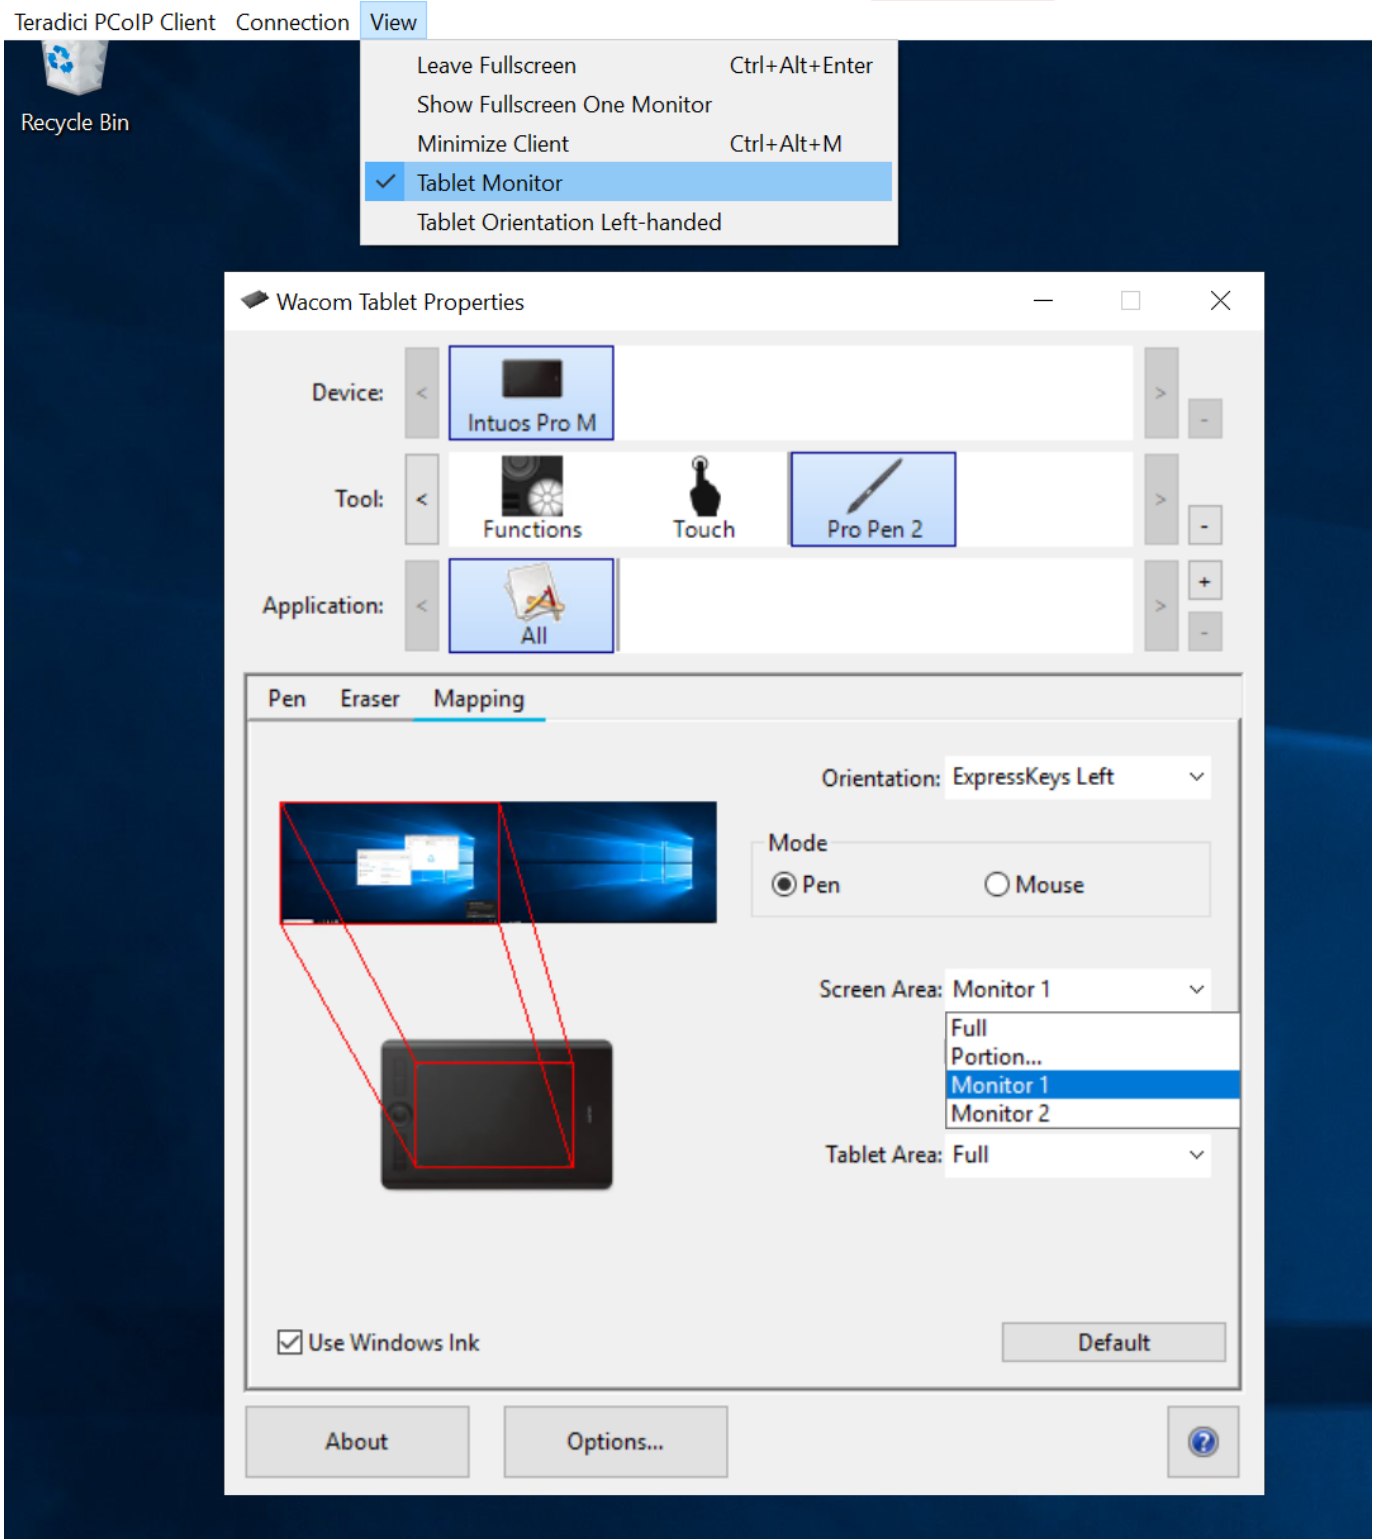 Teradici PCoIP Client Connection View
Leave Fullscreen Ctrl+Alt+Enter
Show Fullscreen One Monitor
Minimize Client Ctrl+Alt+M
Tablet Monitor
Tablet Orientation Left-handed
Recycle Bin
Wacom Tablet Properties
Device: < Intuos Pro M > -
Tool: < Functions Touch Pro Pen 2 > -
Application: < All > + -
Pen Eraser Mapping
Orientation: ExpressKeys Left
Mode
Pen Mouse
Screen Area: Monitor 1
Full
Portion...
Monitor 1
Monitor 2
Tablet Area: Full
Use Windows Ink Default
About Options... ?